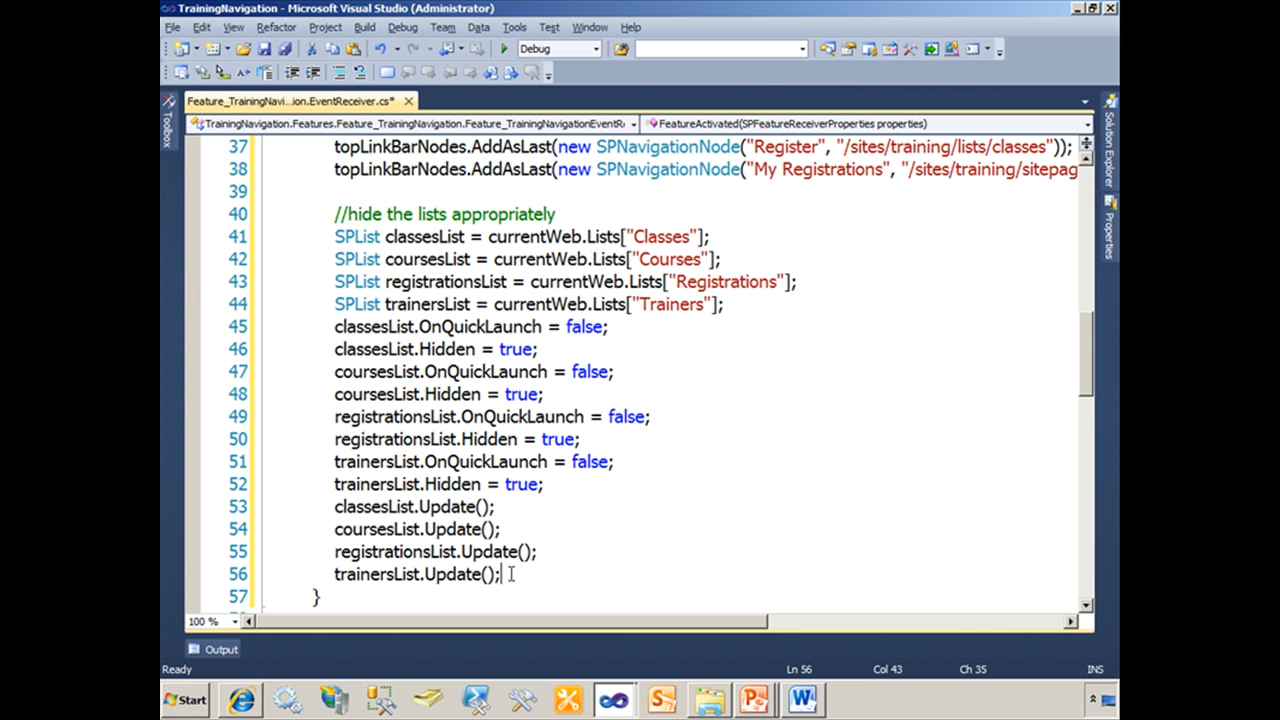 TrainingNavigation - Microsoft Visual Studio (Administrator)
File Edit View Refactor Project Build Debug Team Data Tools Test Window Help
Debug
Feature_TrainingNavi...ion.EventReceiver.cs*
TrainingNavigation.Features.Feature_TrainingNavigation.Feature_TrainingNavigationEventR
FeatureActivated(SPFeatureReceiverProperties properties)
Toolbox
Solution Explorer
Properties
37 topLinkBarNodes.AddAsLast(new SPNavigationNode("Register", "/sites/training/lists/classes"));
38 topLinkBarNodes.AddAsLast(new SPNavigationNode("My Registrations", "/sites/training/sitepag
39
40 //hide the lists appropriately
41 SPList classesList = currentWeb.Lists["Classes"];
42 SPList coursesList = currentWeb.Lists["Courses"];
43 SPList registrationsList = currentWeb.Lists["Registrations"];
44 SPList trainersList = currentWeb.Lists["Trainers"];
45 classesList.OnQuickLaunch = false;
46 classesList.Hidden = true;
47 coursesList.OnQuickLaunch = false;
48 coursesList.Hidden = true;
49 registrationsList.OnQuickLaunch = false;
50 registrationsList.Hidden = true;
51 trainersList.OnQuickLaunch = false;
52 trainersList.Hidden = true;
53 classesList.Update();
54 coursesList.Update();
55 registrationsList.Update();
56 trainersList.Update();
57 }
100 %
Output
Ready Ln 56 Col 43 Ch 35 INS
Start